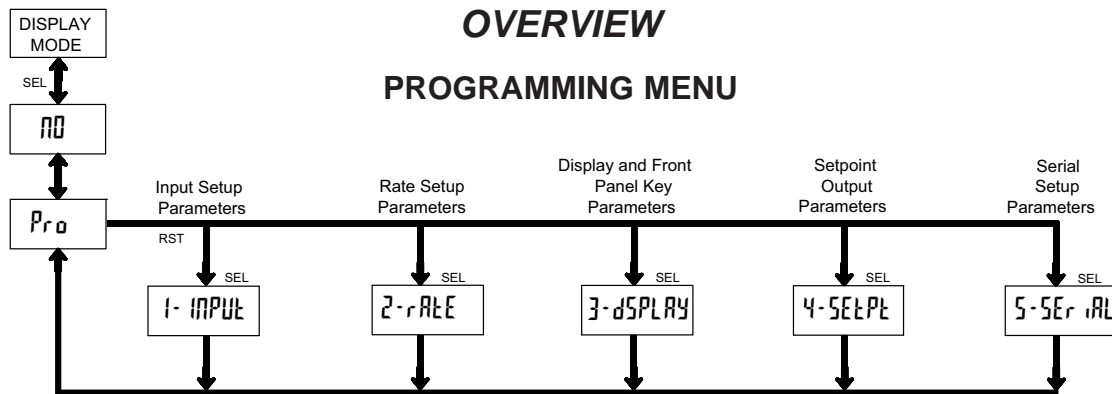 OVERVIEW
PROGRAMMING MENU
DISPLAY
MODE
SEL
NO
Pro
RST
Input Setup
Parameters
SEL
1-INPUt
Rate Setup
Parameters
SEL
2-rAtE
Display and Front
Panel Key
Parameters
SEL
3-dSPLAY
Setpoint
Output
Parameters
SEL
4-SEtPt
Serial
Setup
Parameters
SEL
5-SEriAL